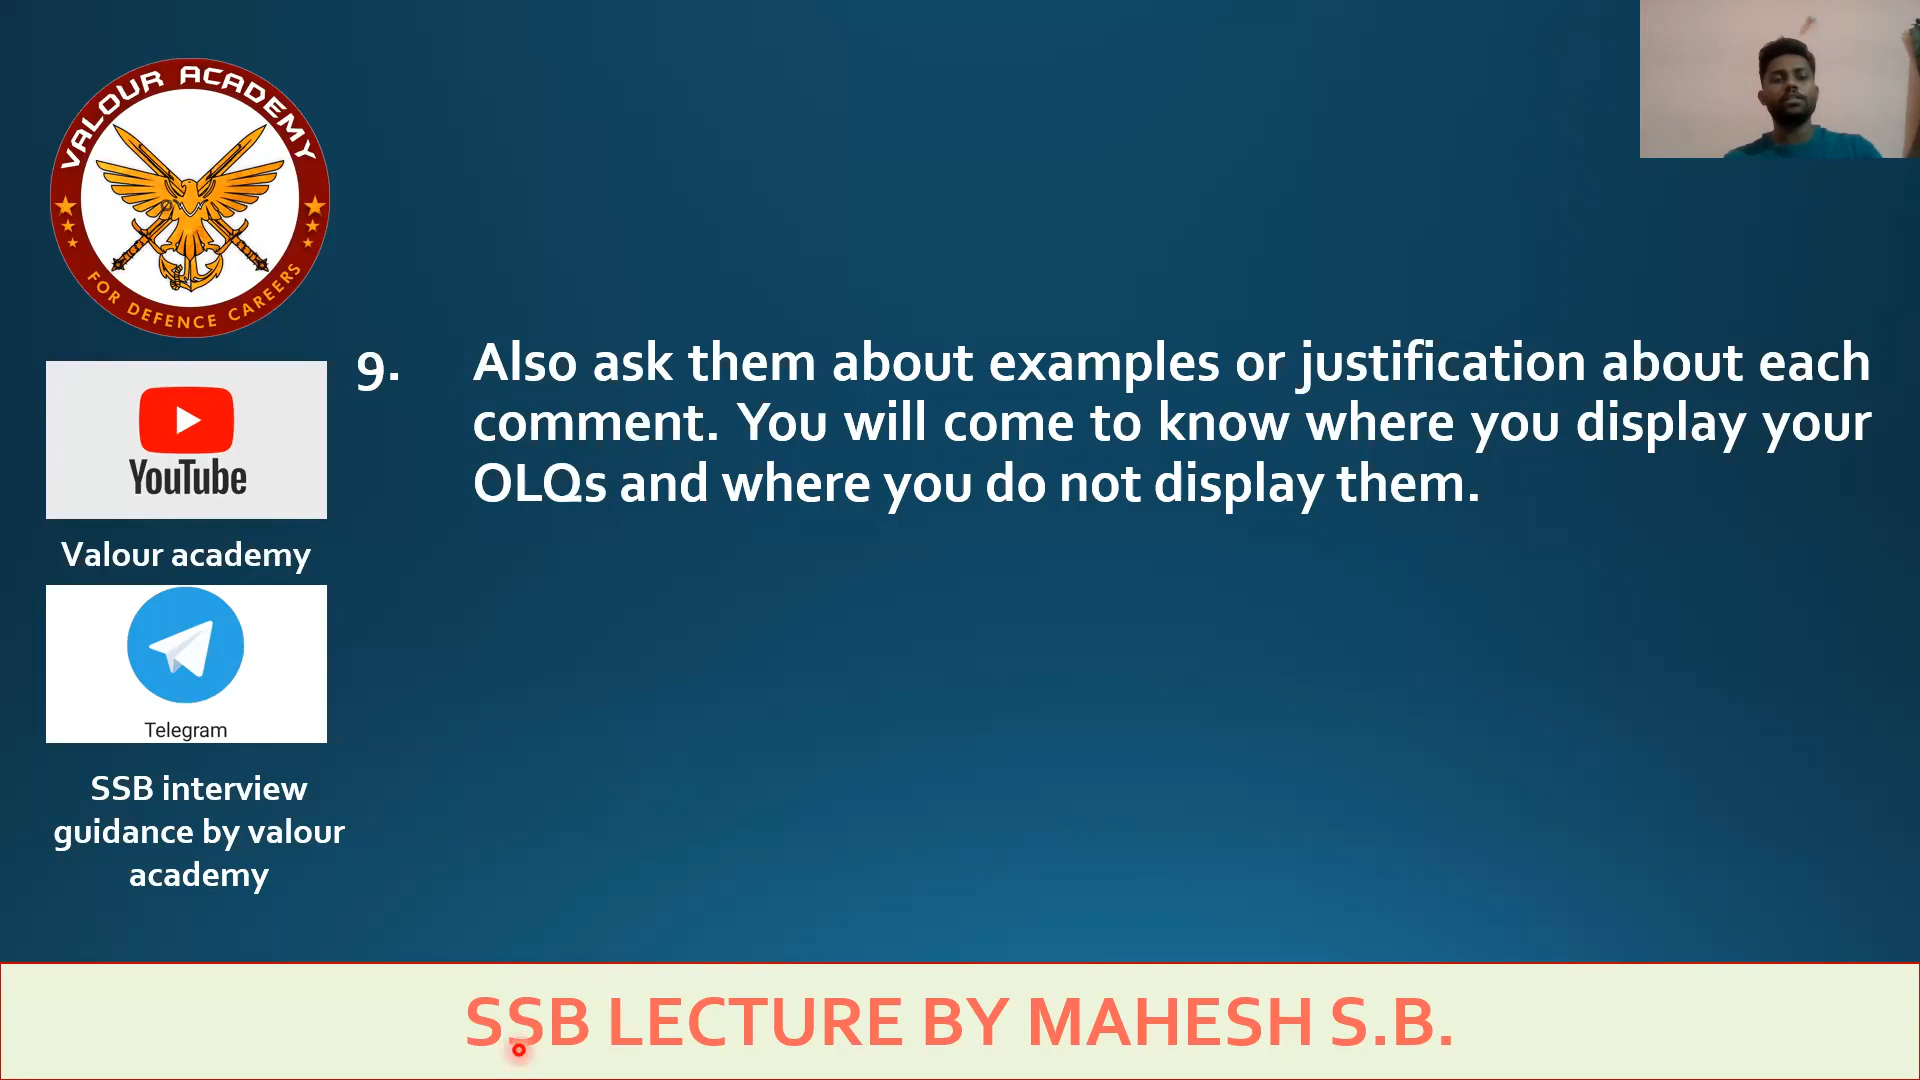 VALOUR ACADEMY
FOR DEFENCE CAREERS
YouTube
Valour academy
Telegram
SSB interview
guidance by valour
academy
9. Also ask them about examples or justification about each
comment. You will come to know where you display your
OLQs and where you do not display them.
SSB LECTURE BY MAHESH S.B.